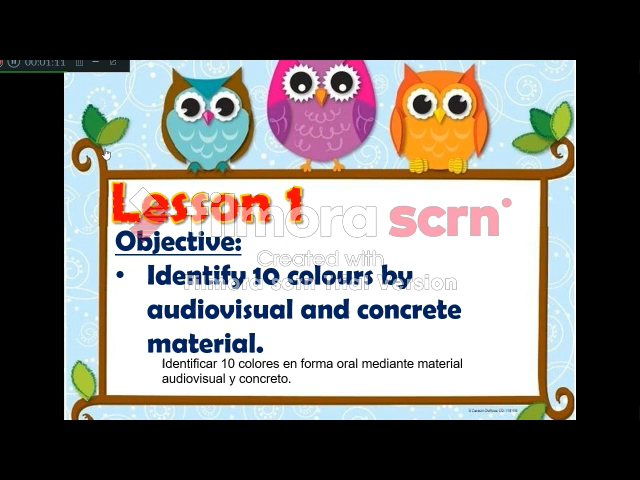 00:01:11
Lesson 1
filmora scrn
Objective:
Created with
• Identify 10 colours by
Filmora scrn Trial Version
audiovisual and concrete
material.
Identificar 10 colores en forma oral mediante material
audiovisual y concreto.